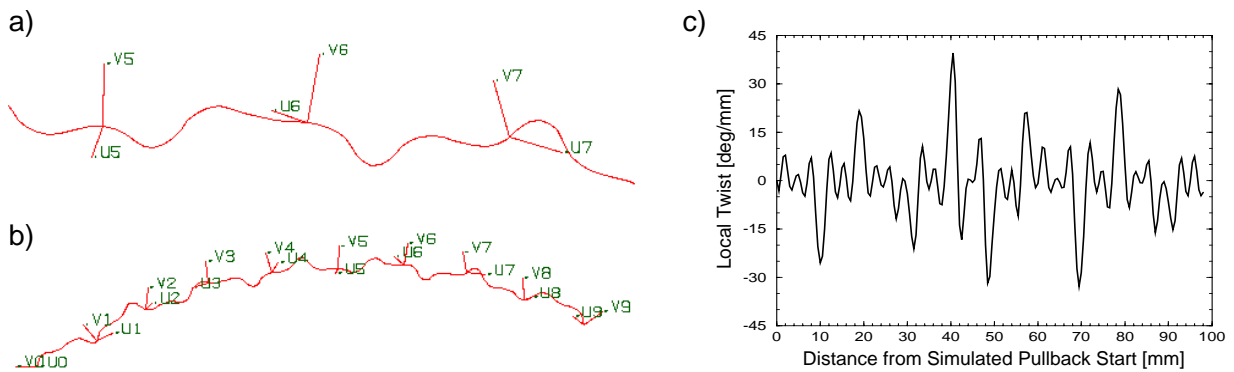 a)
V5
V6
V7
U6
U5
U7
b)
V0
U0
V1
U1
V2
U2
V3
U3
V4
U4
V5
U5
V6
U6
V7
U7
V8
U8
U9
V9
c)
Local Twist [deg/mm]
45
30
15
0
-15
-30
-45
0 10 20 30 40 50 60 70 80 90 100
Distance from Simulated Pullback Start [mm]